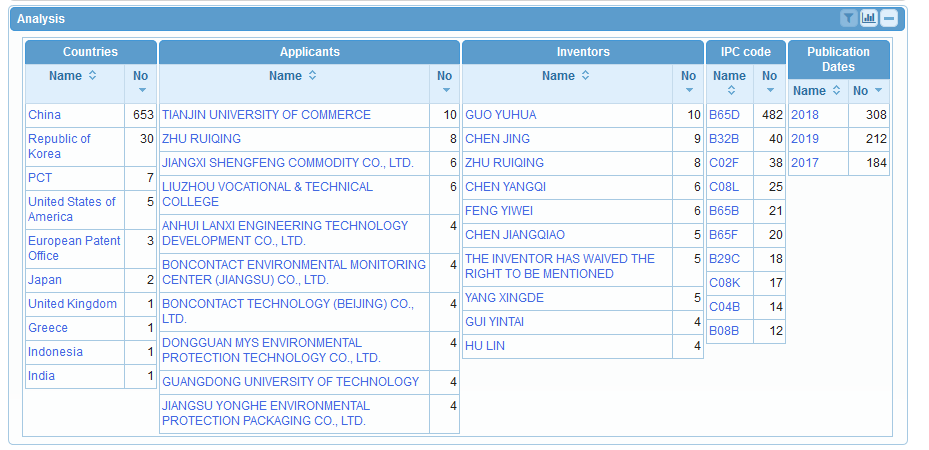 Analysis
Countries
Name
No
China 653
Republic of
Korea 30
PCT 7
United States of
America 5
European Patent
Office 3
Japan 2
United Kingdom 1
Greece 1
Indonesia 1
India 1
Applicants
Name
No
TIANJIN UNIVERSITY OF COMMERCE 10
ZHU RUIQING 8
JIANGXI SHENGFENG COMMODITY CO., LTD. 6
LIUZHOU VOCATIONAL & TECHNICAL
COLLEGE 6
ANHUI LANXI ENGINEERING TECHNOLOGY
DEVELOPMENT CO., LTD. 4
BONCONTACT ENVIRONMENTAL MONITORING
CENTER (JIANGSU) CO., LTD. 4
BONCONTACT TECHNOLOGY (BEIJING) CO.,
LTD. 4
DONGGUAN MYS ENVIRONMENTAL
PROTECTION TECHNOLOGY CO., LTD. 4
GUANGDONG UNIVERSITY OF TECHNOLOGY 4
JIANGSU YONGHE ENVIRONMENTAL
PROTECTION PACKAGING CO., LTD. 4
Inventors
Name
No
GUO YUHUA 10
CHEN JING 9
ZHU RUIQING 8
CHEN YANGQI 6
FENG YIWEI 6
CHEN JIANGQIAO 5
THE INVENTOR HAS WAIVED THE
RIGHT TO BE MENTIONED 5
YANG XINGDE 5
GUI YINTAI 4
HU LIN 4
IPC code
Name
No
B65D 482
B32B 40
C02F 38
C08L 25
B65B 21
B65F 20
B29C 18
C08K 17
C04B 14
B08B 12
Publication
Dates
Name
No
2018 308
2019 212
2017 184